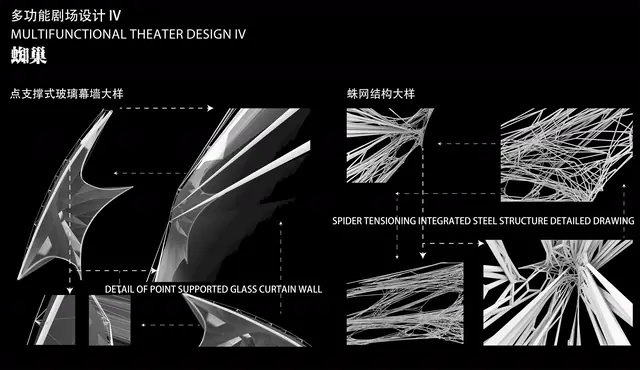 多功能剧场设计 IV
MULTIFUNCTIONAL THEATER DESIGN IV
蜘巢
点支撑式玻璃幕墙大样
蛛网结构大样
SPIDER TENSIONING INTEGRATED STEEL STRUCTURE DETAILED DRAWING
DETAIL OF POINT SUPPORTED GLASS CURTAIN WALL